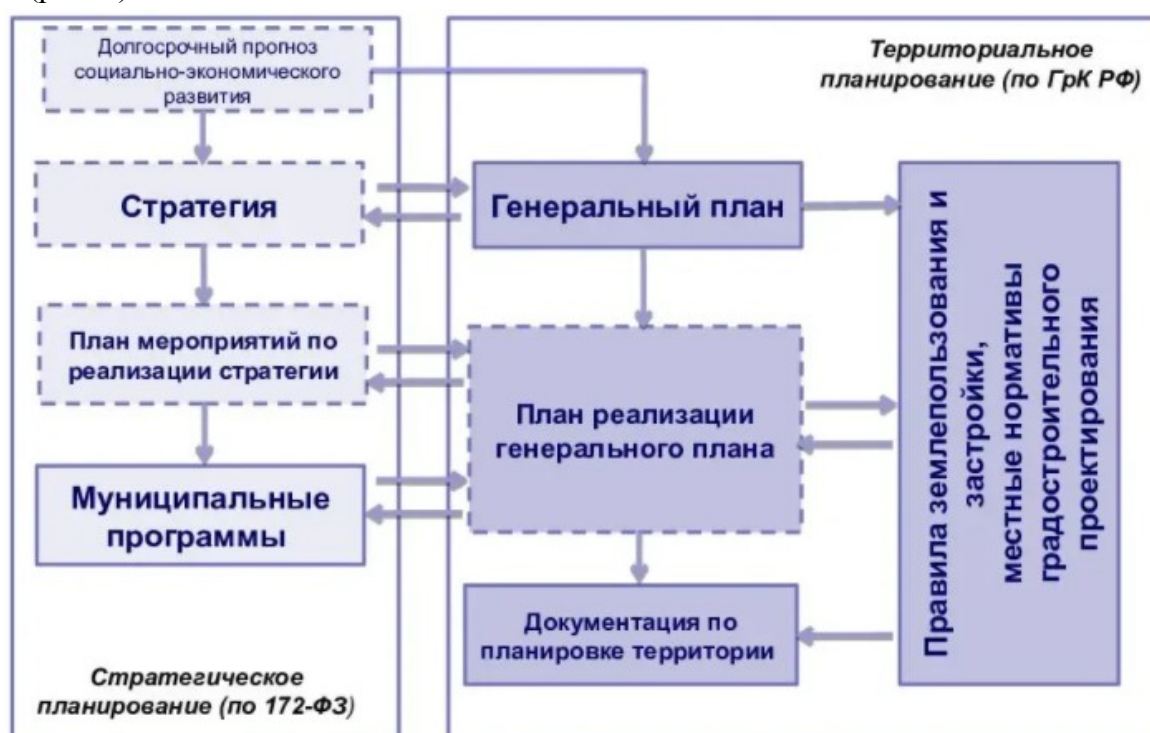 Долгосрочный прогноз
социально-экономического
развития
Территориальное
планирование (по ГрК РФ)
Стратегия
Генеральный план
План мероприятий по
реализации стратегии
План реализации
генерального плана
Муниципальные
программы
Документация по
планировке территории
Правила землепользования и
застройки,
местные нормативы
градостроительного
проектирования
Стратегическое
планирование (по 172-ФЗ)